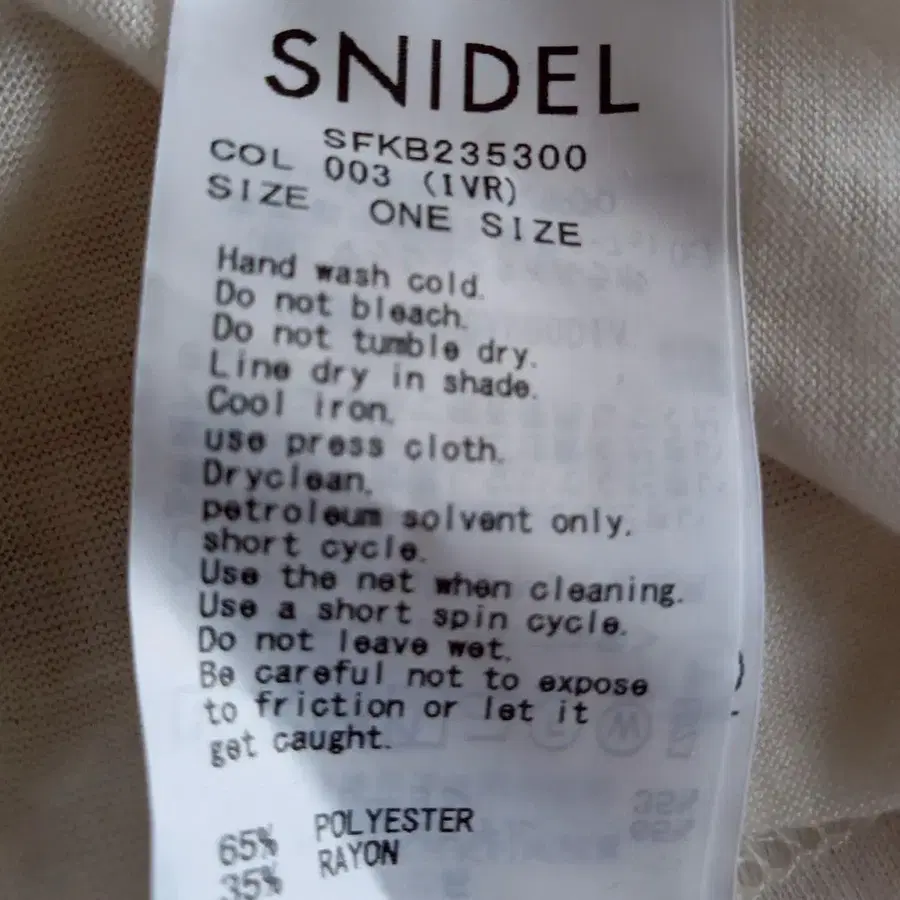 SNIDEL
SFKB235300
COL 003 (IVR)
SIZE ONE SIZE
Hand wash cold.
Do not bleach.
Do not tumble dry.
Line dry in shade.
Cool iron.
use press cloth.
Dryclean.
petroleum solvent only.
short cycle.
Use the net when cleaning.
Use a short spin cycle.
Do not leave wet.
Be careful not to expose
to friction or let it
get caught.
65% POLYESTER
35% RAYON